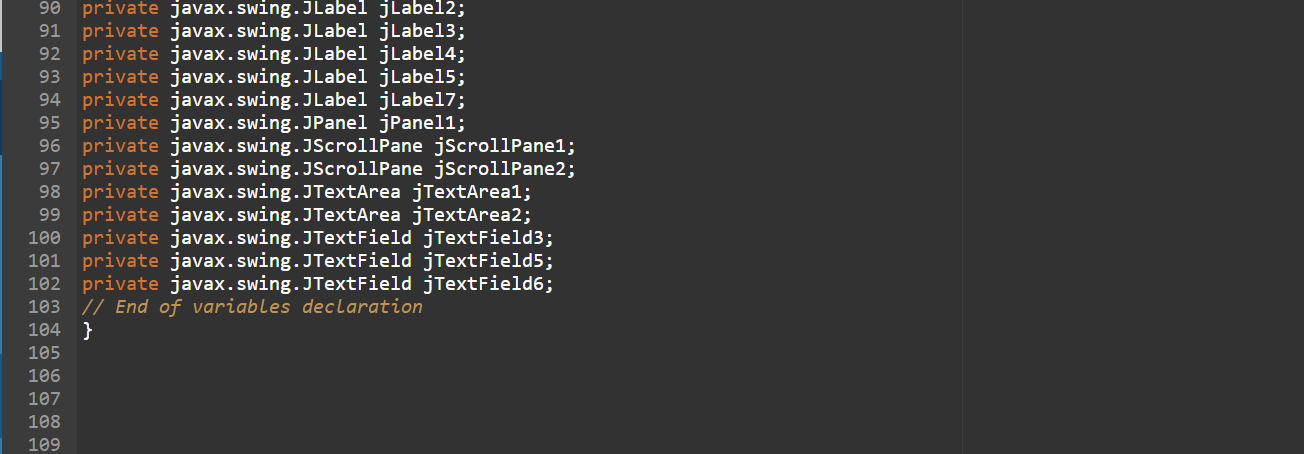 90 private javax.swing.JLabel jLabel2;
91 private javax.swing.JLabel jLabel3;
92 private javax.swing.JLabel jLabel4;
93 private javax.swing.JLabel jLabel5;
94 private javax.swing.JLabel jLabel7;
95 private javax.swing.JPanel jPanel1;
96 private javax.swing.JScrollPane jScrollPane1;
97 private javax.swing.JScrollPane jScrollPane2;
98 private javax.swing.JTextArea jTextArea1;
99 private javax.swing.JTextArea jTextArea2;
100 private javax.swing.JTextField jTextField3;
101 private javax.swing.JTextField jTextField5;
102 private javax.swing.JTextField jTextField6;
103 // End of variables declaration
104 }
105
106
107
108
109